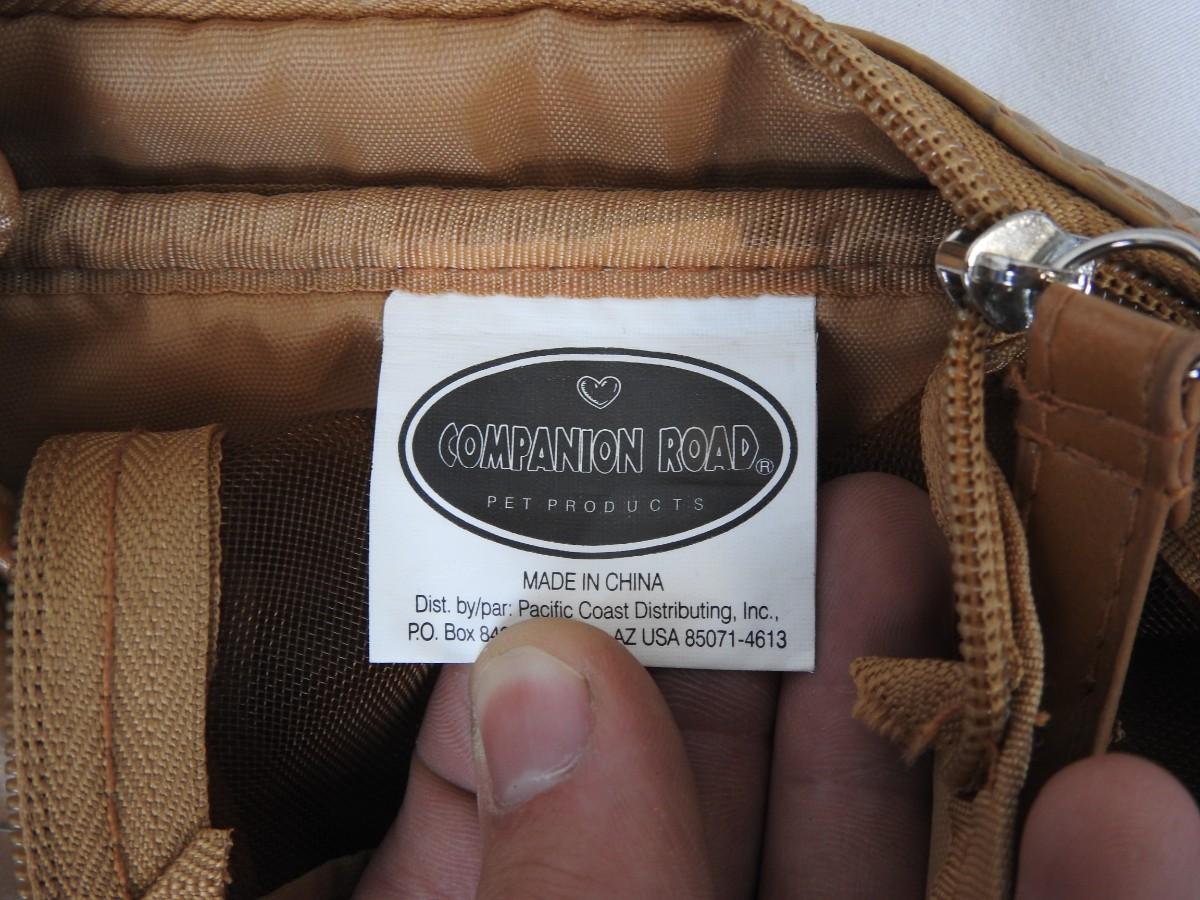 COMPANION ROAD®
PET PRODUCTS
MADE IN CHINA
Dist. by/par: Pacific Coast Distributing, Inc.,
P.O. Box AZ USA 85071-4613